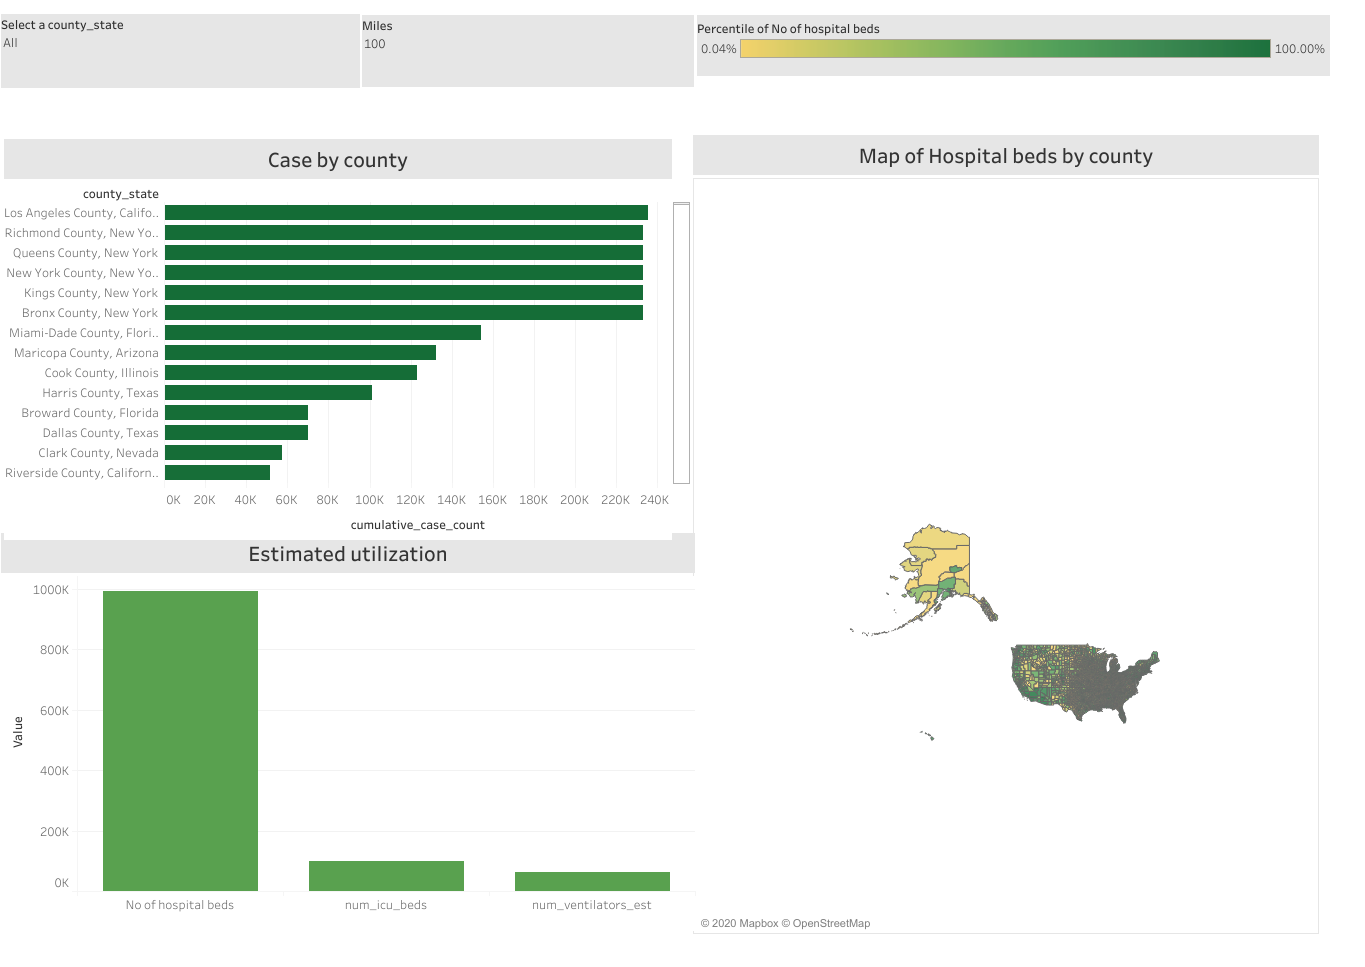 Select a county_state
All
Miles
100
Percentile of No of hospital beds
0.04% 100.00%
Case by county
county_state
Los Angeles County, Califo..
Richmond County, New Yo..
Queens County, New York
New York County, New Yo..
Kings County, New York
Bronx County, New York
Miami-Dade County, Flori..
Maricopa County, Arizona
Cook County, Illinois
Harris County, Texas
Broward County, Florida
Dallas County, Texas
Clark County, Nevada
Riverside County, Californ..
0K 20K 40K 60K 80K 100K 120K 140K 160K 180K 200K 220K 240K
cumulative_case_count
Estimated utilization
1000K
800K
600K
400K
200K
0K
Value
No of hospital beds num_icu_beds num_ventilators_est
Map of Hospital beds by county
© 2020 Mapbox © OpenStreetMap